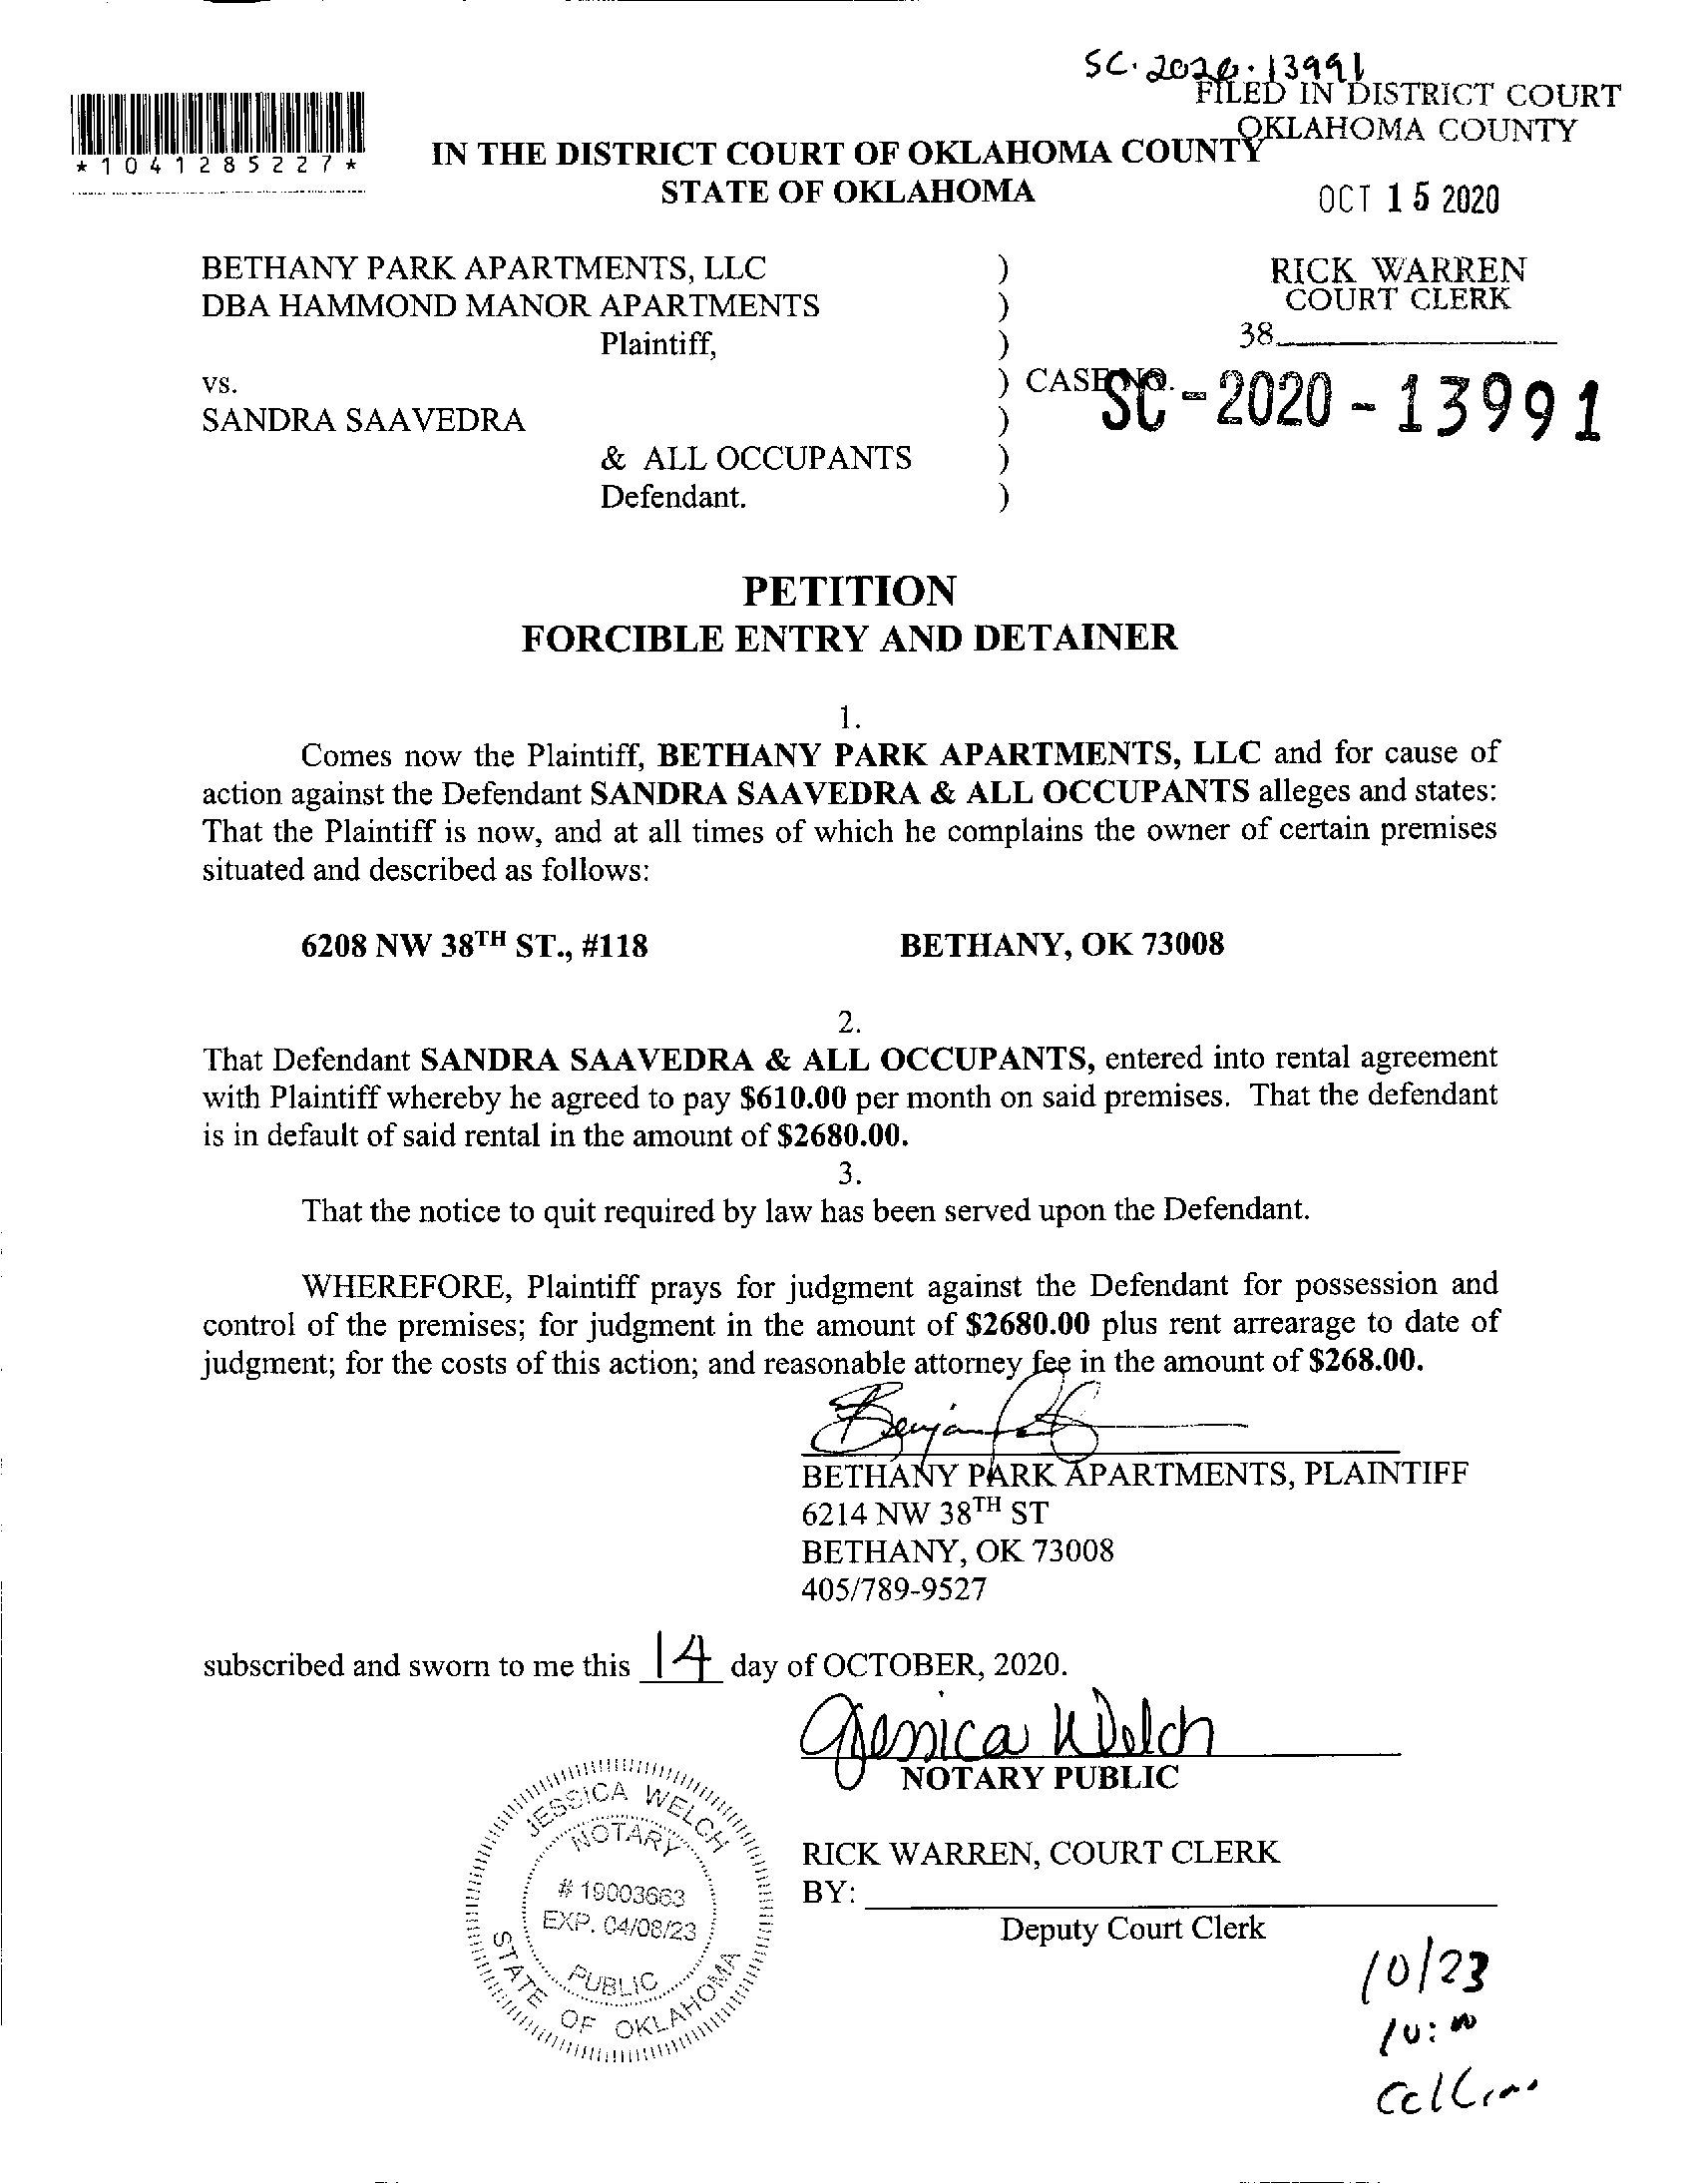 SC. 2020. 13991
FILED IN DISTRICT COURT
OKLAHOMA COUNTY
*1041285227*
IN THE DISTRICT COURT OF OKLAHOMA COUNTY
STATE OF OKLAHOMA
OCT 15 2020
BETHANY PARK APARTMENTS, LLC )
DBA HAMMOND MANOR APARTMENTS )
Plaintiff, )
RICK WARREN
COURT CLERK
38
vs. ) CASE NO. SC-2020-13991
SANDRA SAAVEDRA )
& ALL OCCUPANTS )
Defendant. )
PETITION
FORCIBLE ENTRY AND DETAINER
1.
Comes now the Plaintiff, BETHANY PARK APARTMENTS, LLC and for cause of
action against the Defendant SANDRA SAAVEDRA & ALL OCCUPANTS alleges and states:
That the Plaintiff is now, and at all times of which he complains the owner of certain premises
situated and described as follows:
6208 NW 38TH ST., #118 BETHANY, OK 73008
2.
That Defendant SANDRA SAAVEDRA & ALL OCCUPANTS, entered into rental agreement
with Plaintiff whereby he agreed to pay $610.00 per month on said premises. That the defendant
is in default of said rental in the amount of $2680.00.
3.
That the notice to quit required by law has been served upon the Defendant.
WHEREFORE, Plaintiff prays for judgment against the Defendant for possession and
control of the premises; for judgment in the amount of $2680.00 plus rent arrearage to date of
judgment; for the costs of this action; and reasonable attorney fee in the amount of $268.00.
BETHANY PARK APARTMENTS, PLAINTIFF
6214 NW 38TH ST
BETHANY, OK 73008
405/789-9527
subscribed and sworn to me this 14 day of OCTOBER, 2020.
Jessica Welch
NOTARY PUBLIC
JESSICA WELCH
NOTARY
# 19003663
EXP. 04/08/23
PUBLIC
STATE OF OKLAHOMA
RICK WARREN, COURT CLERK
BY:
Deputy Court Clerk
10/23
10:00